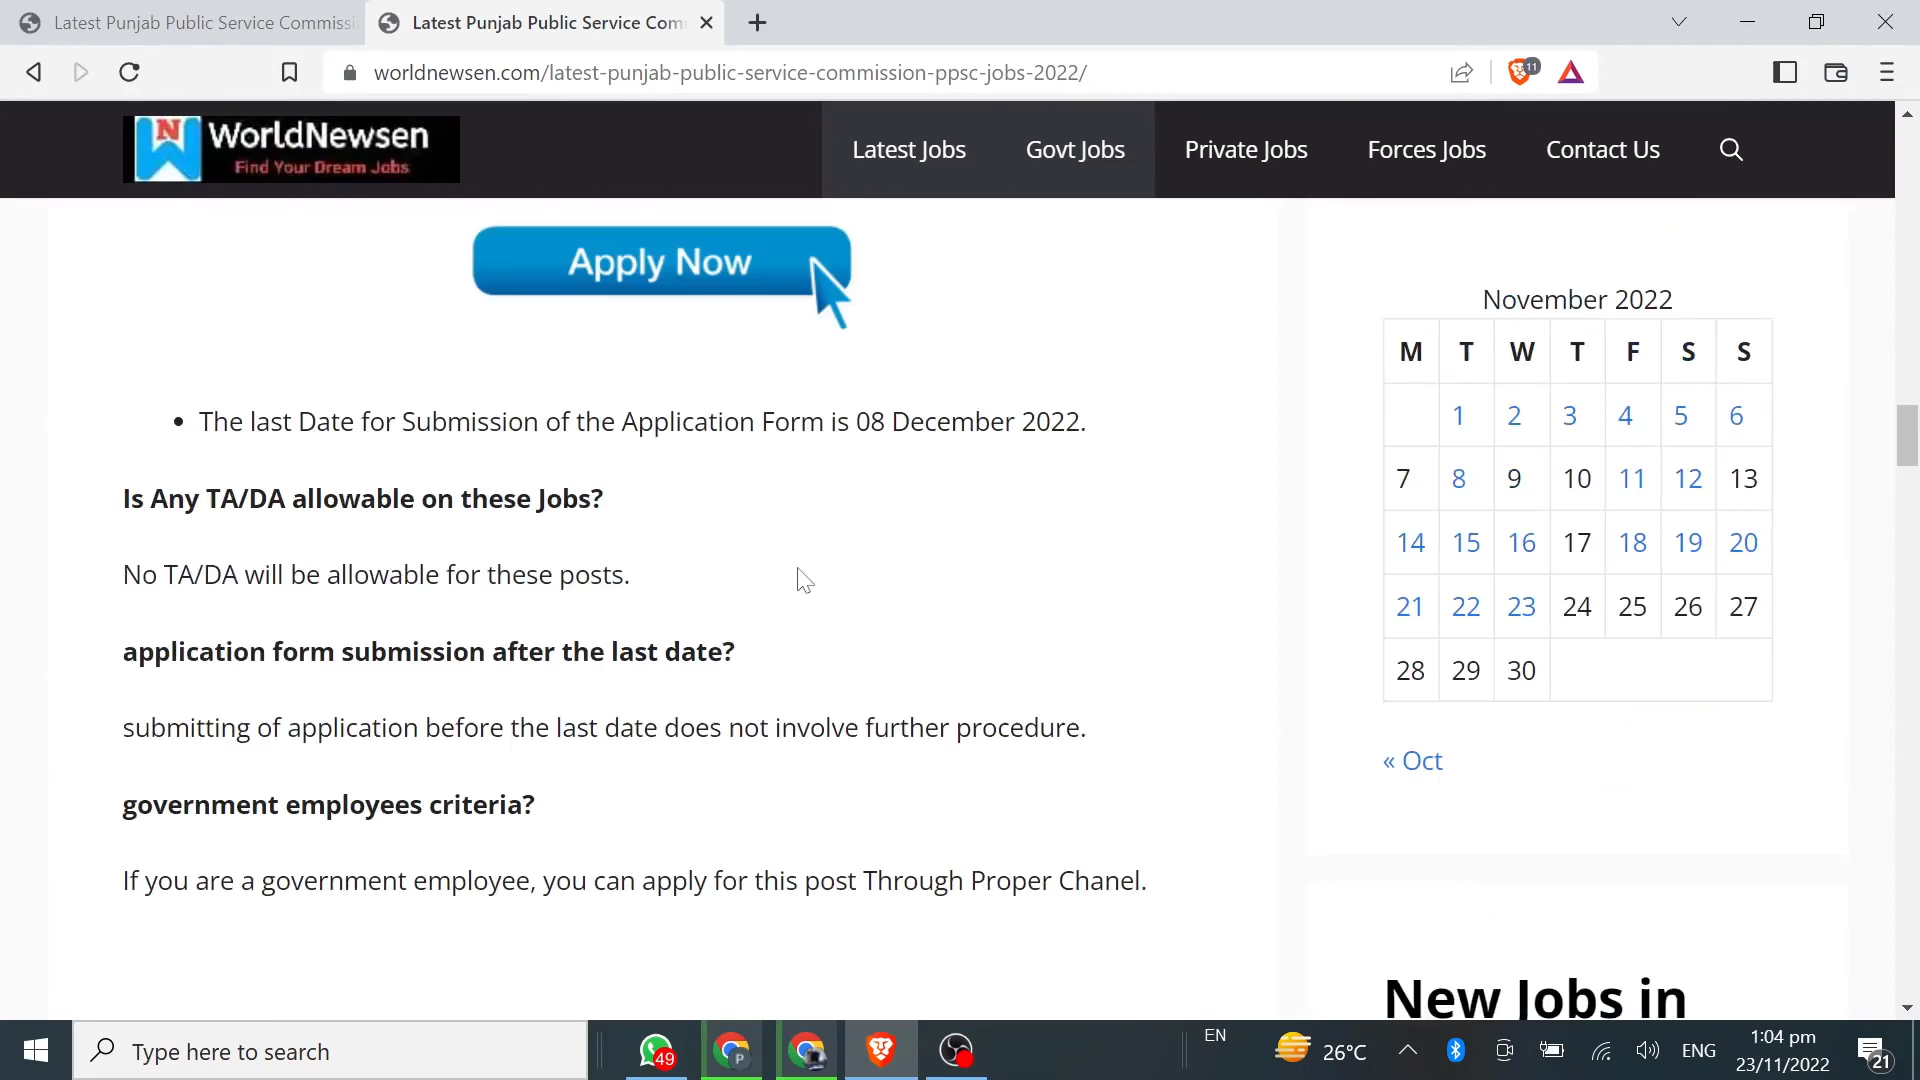 Latest Punjab Public Service Commissi
Latest Punjab Public Service Com
worldnewsen.com/latest-punjab-public-service-commission-ppsc-jobs-2022/
11
N
WorldNewsen
Find Your Dream Jobs
Latest Jobs
Govt Jobs
Private Jobs
Forces Jobs
Contact Us
Apply Now
• The last Date for Submission of the Application Form is 08 December 2022.
Is Any TA/DA allowable on these Jobs?
No TA/DA will be allowable for these posts.
application form submission after the last date?
submitting of application before the last date does not involve further procedure.
government employees criteria?
If you are a government employee, you can apply for this post Through Proper Chanel.
November 2022
M T W T F S S
1 2 3 4 5 6
7 8 9 10 11 12 13
14 15 16 17 18 19 20
21 22 23 24 25 26 27
28 29 30
« Oct
New Jobs in
Type here to search
49
P
EN
26°C
ENG
1:04 pm
23/11/2022
21